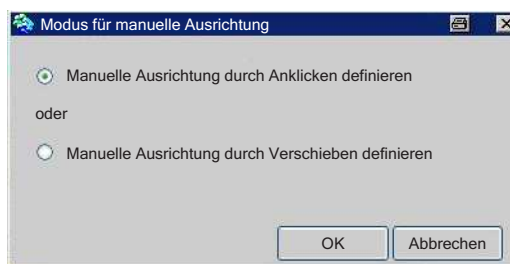 Modus für manuelle Ausrichtung
Manuelle Ausrichtung durch Anklicken definieren
oder
Manuelle Ausrichtung durch Verschieben definieren
OK
Abbrechen